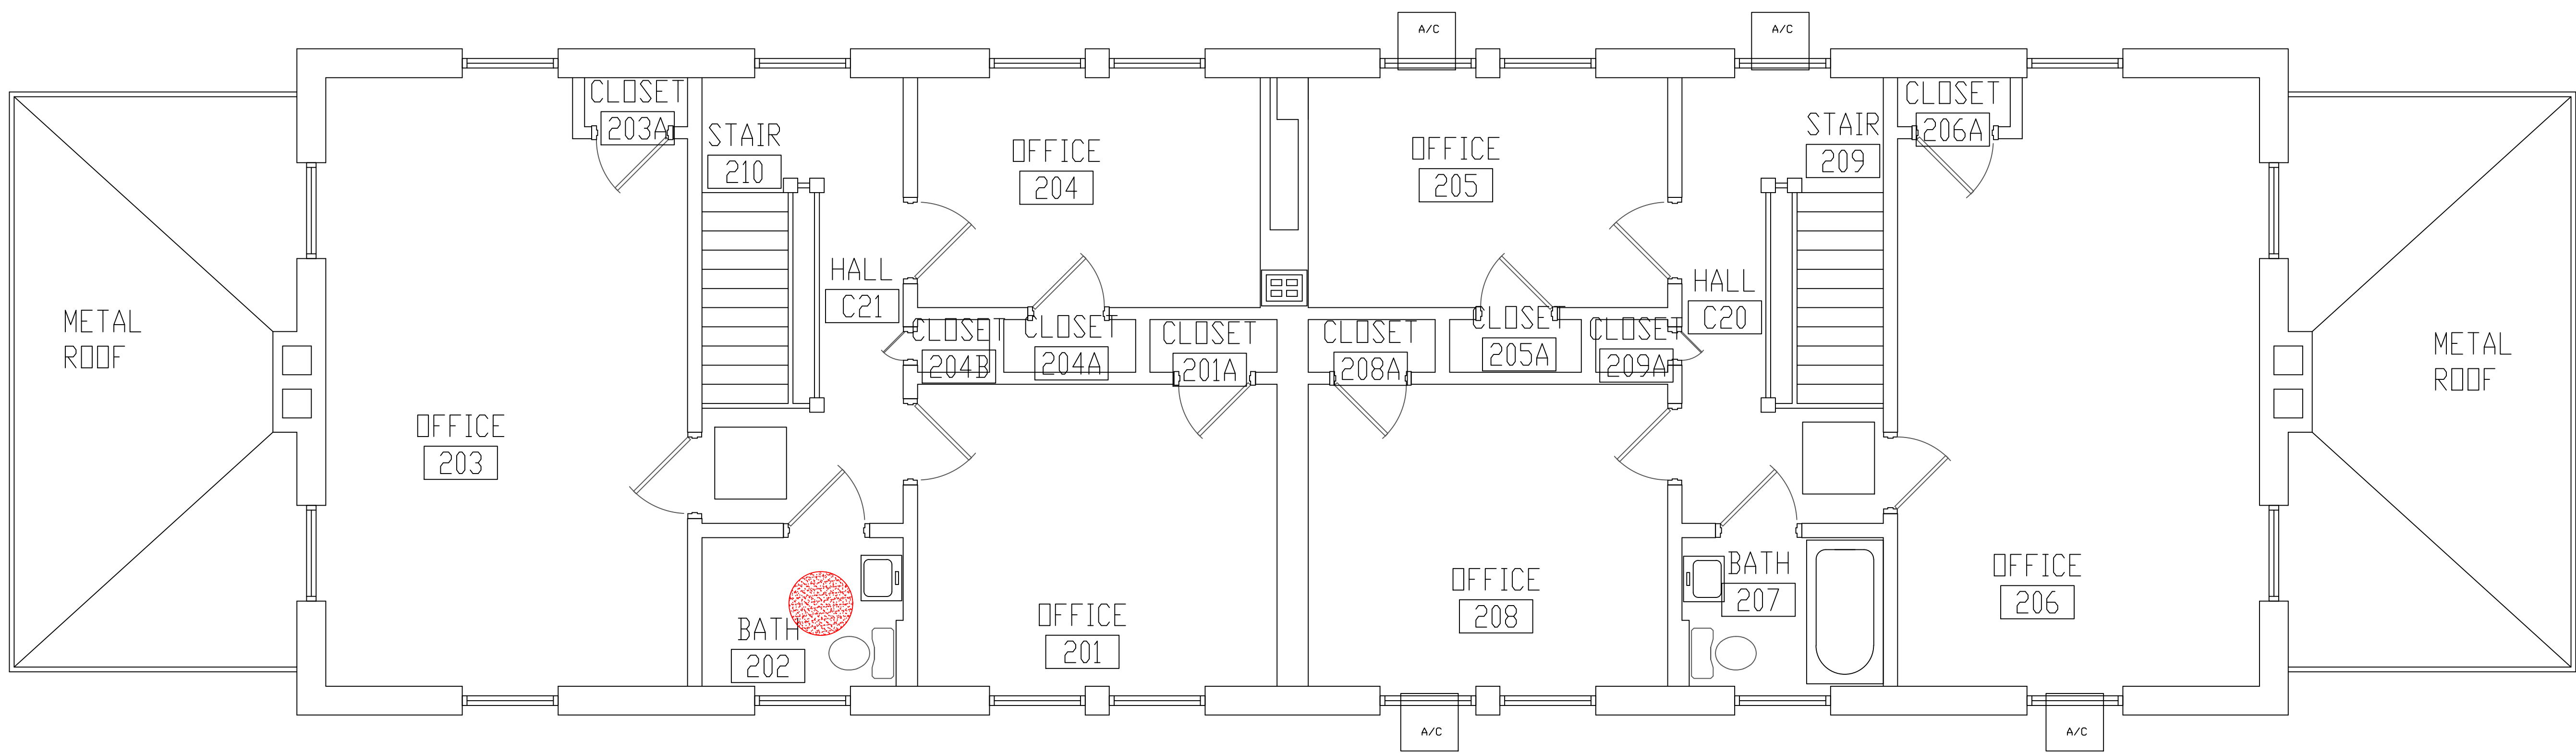 A/C
A/C
CLOSET
203A
STAIR
210
OFFICE
204
OFFICE
205
STAIR
209
CLOSET
206A
HALL
C21
HALL
C20
METAL
ROOF
CLOSET
204B
CLOSET
204A
CLOSET
201A
CLOSET
208A
CLOSET
205A
CLOSET
209A
METAL
ROOF
OFFICE
203
BATH
202
OFFICE
201
OFFICE
208
BATH
207
OFFICE
206
A/C
A/C